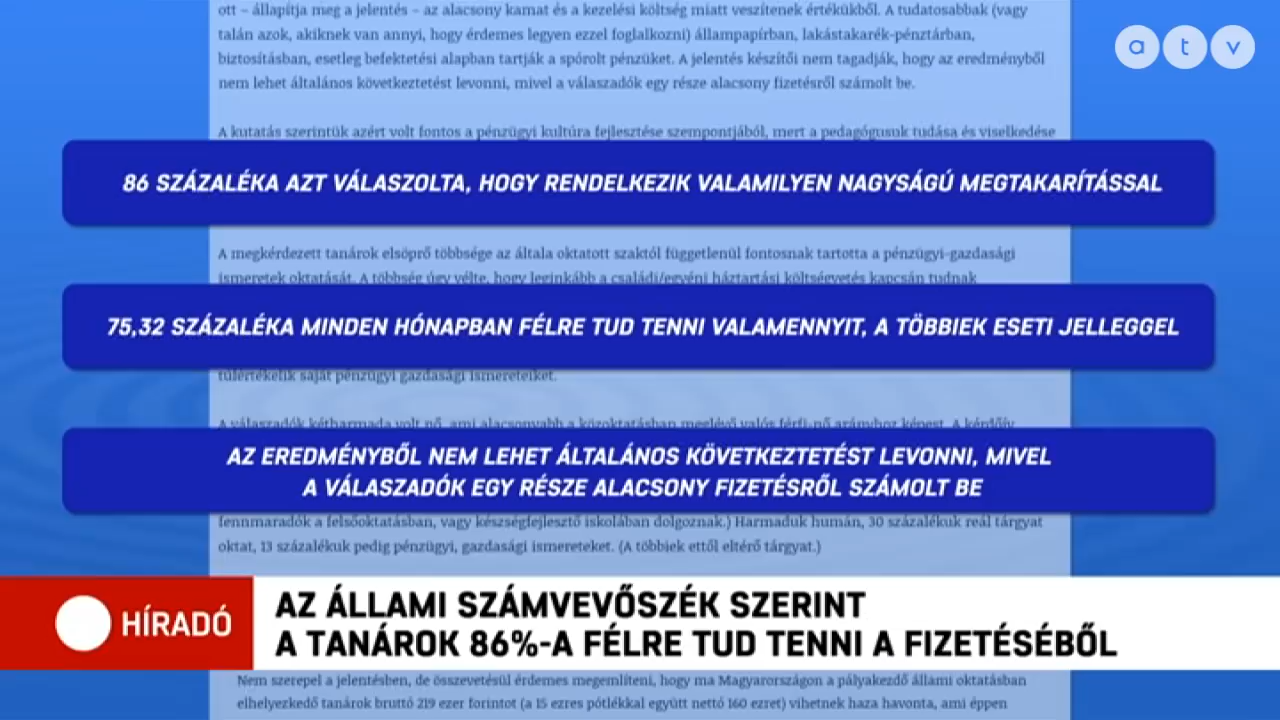 ott – állapítja meg a jelentés – az alacsony kamat és a kezelési költség miatt veszítenek értékükből. A tudatosabbak (vagy
talán azok, akiknek van annyi, hogy érdemes legyen ezzel foglalkozni) állampapírban, lakástakarék-pénztárban,
biztosításban, esetleg befektetési alapban tartják a spórolt pénzüket. A jelentés készítői nem tagadják, hogy az eredményből
nem lehet általános következtetést levonni, mivel a válaszadók egy része alacsony fizetésről számolt be.
atv
A kutatás szerintük azért volt fontos a pénzügyi kultúra fejlesztése szempontjából, mert a pedagógusuk tudása és viselkedése
86 SZÁZALÉKA AZT VÁLASZOLTA, HOGY RENDELKEZIK VALAMILYEN NAGYSÁGÚ MEGTAKARÍTÁSSAL
A megkérdezett tanárok elsöprő többsége az általa oktatott szaktól függetlenül fontosnak tartotta a pénzügyi-gazdasági
ismeretek oktatását. A többség úgy vélte, hogy leginkább a családi/egyéni háztartási költségvetés kapcsán tudnak
75,32 SZÁZALÉKA MINDEN HÓNAPBAN FÉLRE TUD TENNI VALAMENNYIT, A TÖBBIEK ESETI JELLEGGEL
túlértékelik saját pénzügyi gazdasági ismereteiket.
A válaszadók kétharmada volt nő, ami alacsonyabb a közoktatásban meglévő valós férfi-nő arányhoz képest. A kérdőív
AZ EREDMÉNYBŐL NEM LEHET ÁLTALÁNOS KÖVETKEZTETÉST LEVONNI, MIVEL
A VÁLASZADÓK EGY RÉSZE ALACSONY FIZETÉSRŐL SZÁMOLT BE
fennmaradók a felsőoktatásban, vagy készségfejlesztő iskolában dolgoznak.) Harmaduk humán, 30 százalékuk reál tárgyat
oktat, 13 százalékuk pedig pénzügyi, gazdasági ismereteket. (A többiek ettől eltérő tárgyat.)
HÍRADÓ
AZ ÁLLAMI SZÁMVEVŐSZÉK SZERINT
A TANÁROK 86%-A FÉLRE TUD TENNI A FIZETÉSÉBŐL
Nem szerepel a jelentésben, de összevetésül érdemes megemlíteni, hogy ma Magyarországon a pályakezdő állami oktatásban
elhelyezkedő tanárok bruttó 219 ezer forintot (a 15 ezres pótlékkal együtt nettó 160 ezret) vihetnek haza havonta, ami éppen